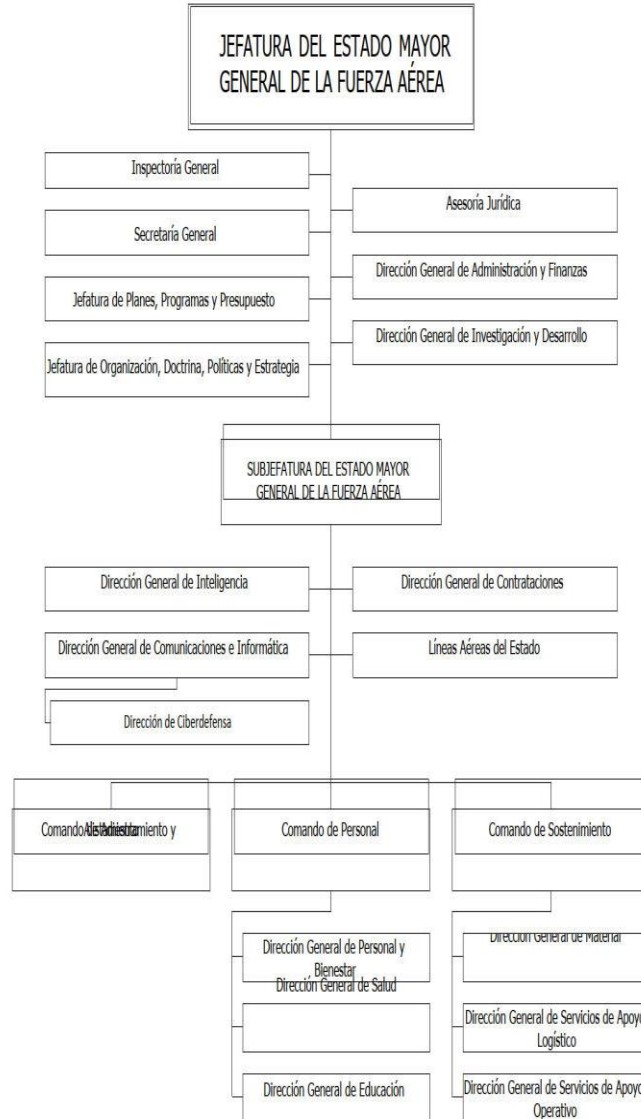 JEFATURA DEL ESTADO MAYOR
GENERAL DE LA FUERZA AÉREA
Inspectoría General
Asesoría Jurídica
Secretaría General
Dirección General de Administración y Finanzas
Jefatura de Planes, Programas y Presupuesto
Dirección General de Investigación y Desarrollo
Jefatura de Organización, Doctrina, Políticas y Estrategia
SUBJEFATURA DEL ESTADO MAYOR
GENERAL DE LA FUERZA AÉREA
Dirección General de Inteligencia
Dirección General de Contrataciones
Dirección General de Comunicaciones e Informática
Líneas Aéreas del Estado
Dirección de Ciberdefensa
Comando de Adiestramiento y
Comando de Personal
Comando de Sostenimiento
Dirección General de Personal y
Bienestar
Dirección General de Salud
Dirección General de Educación
Dirección General de Material
Dirección General de Servicios de Apoyo
Logístico
Dirección General de Servicios de Apoyo
Operativo